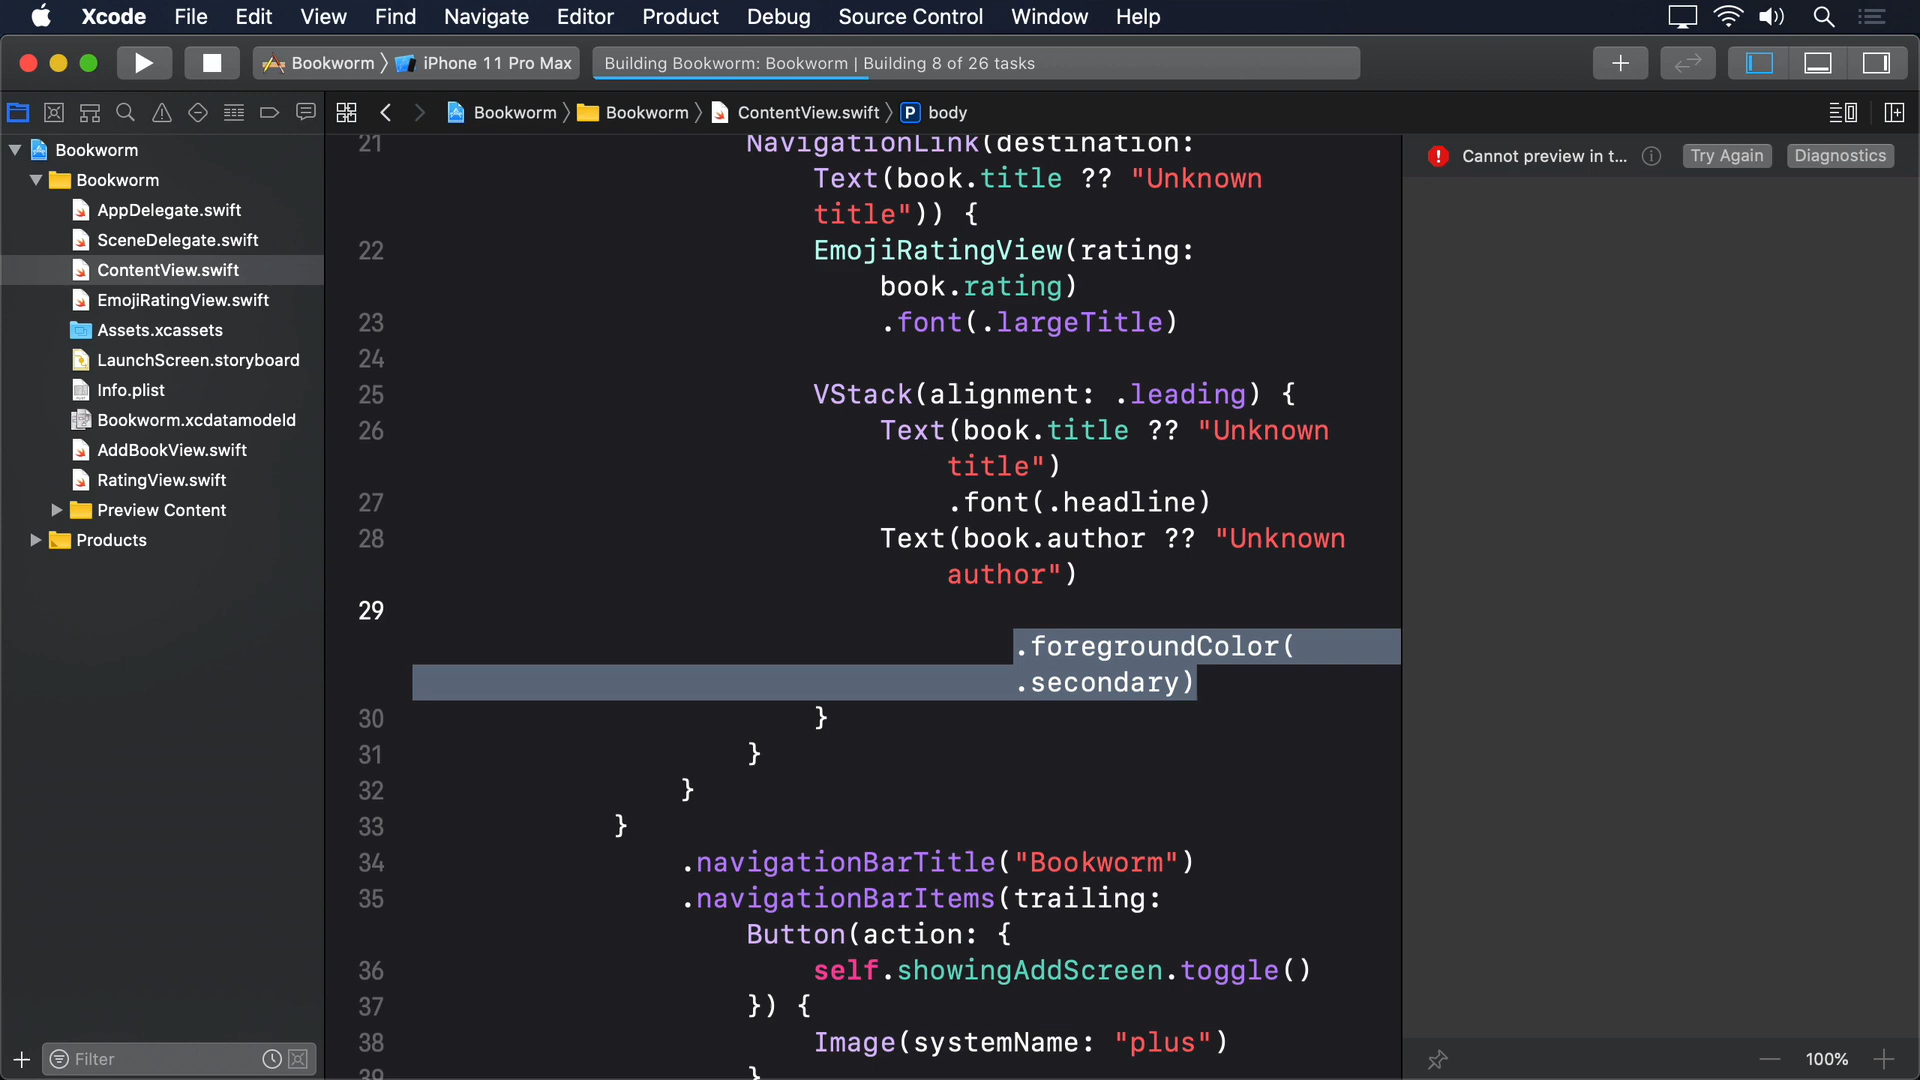 Xcode File Edit View Find Navigate Editor Product Debug Source Control Window Help
Bookworm iPhone 11 Pro Max
Building Bookworm: Bookworm | Building 8 of 26 tasks
Bookworm Bookworm ContentView.swift P body
Bookworm
Bookworm
AppDelegate.swift
SceneDelegate.swift
ContentView.swift
EmojiRatingView.swift
Assets.xcassets
LaunchScreen.storyboard
Info.plist
Bookworm.xcdatamodeld
AddBookView.swift
RatingView.swift
Preview Content
Products
Filter
21 NavigationLink(destination:
Text(book.title ?? "Unknown
title")) {
22 EmojiRatingView(rating:
book.rating)
23 .font(.largeTitle)
24
25 VStack(alignment: .leading) {
26 Text(book.title ?? "Unknown
title")
27 .font(.headline)
28 Text(book.author ?? "Unknown
author")
29
.foregroundColor(
.secondary)
30 }
31 }
32 }
33 }
34 .navigationBarTitle("Bookworm")
35 .navigationBarItems(trailing:
Button(action: {
36 self.showingAddScreen.toggle()
37 }) {
38 Image(systemName: "plus")
39 }
Cannot preview in t... Try Again Diagnostics
100%